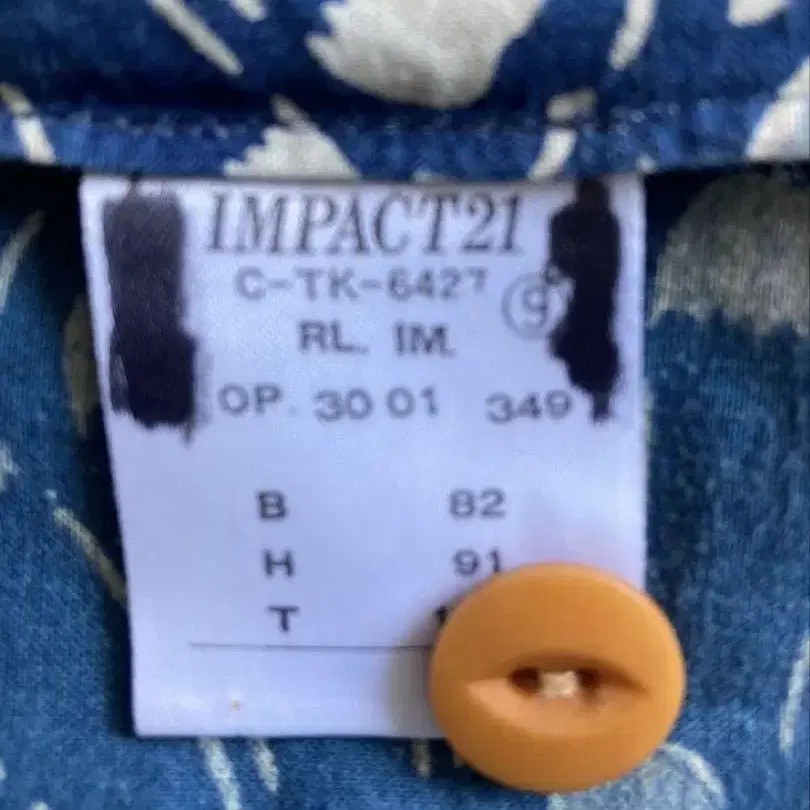 IMPACT21
C-TK-6427 ⑨
RL. IM.
OP. 30 01 349
B 82
H 91
T